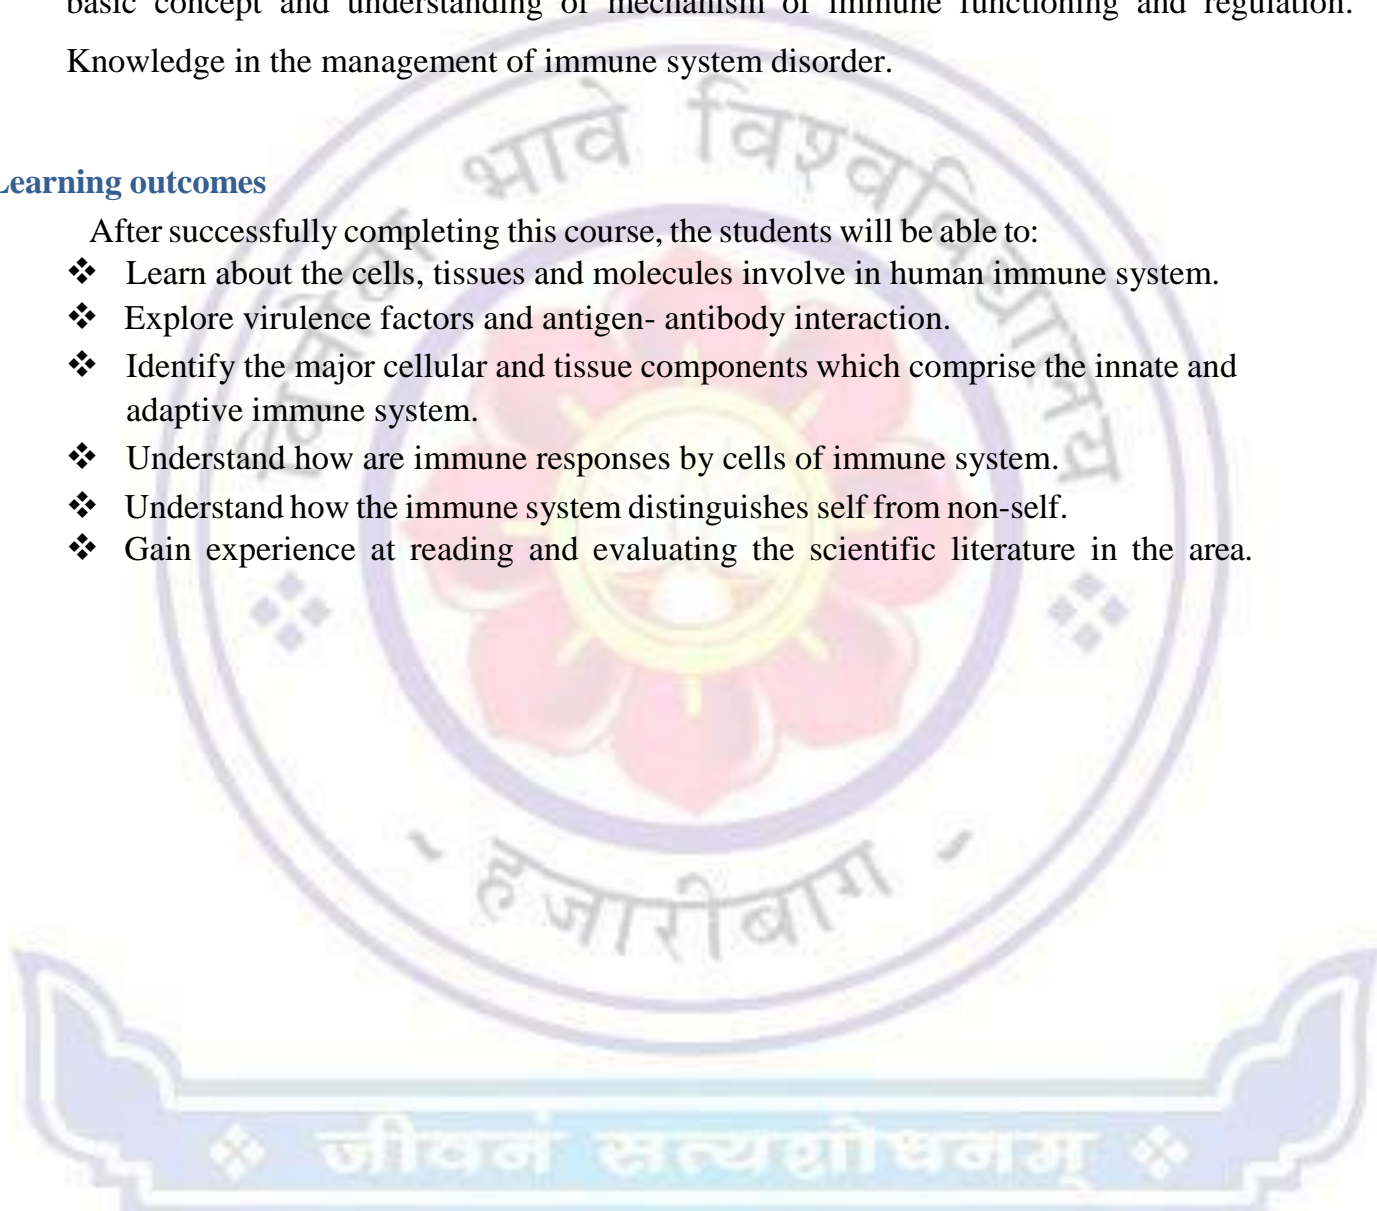 basic concept and understanding of mechanism of immune functioning and regulation.
Knowledge in the management of immune system disorder.
Learning outcomes
After successfully completing this course, the students will be able to:
❖ Learn about the cells, tissues and molecules involve in human immune system.
❖ Explore virulence factors and antigen- antibody interaction.
❖ Identify the major cellular and tissue components which comprise the innate and
adaptive immune system.
❖ Understand how are immune responses by cells of immune system.
❖ Understand how the immune system distinguishes self from non-self.
❖ Gain experience at reading and evaluating the scientific literature in the area.
विनोबा भावे विश्वविद्यालय
- हजारीबाग -
❖ जीवनं सत्यशोधनम् ❖